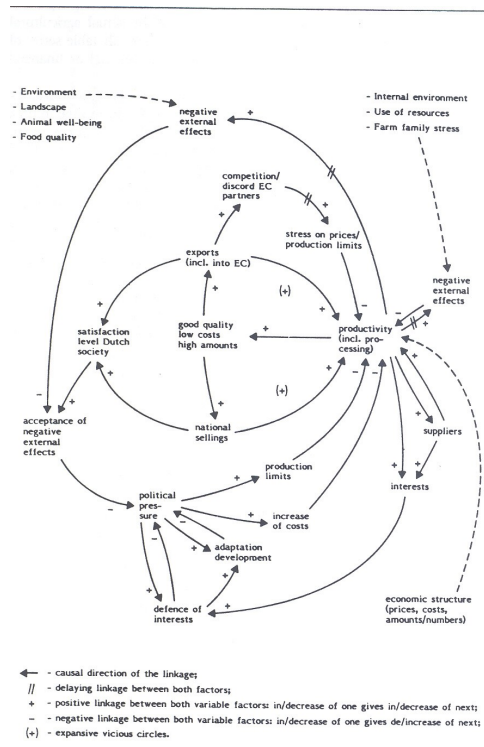 - Environment
- Landscape
- Animal well-being
- Food quality
negative
external
effects
+
- Internal environment
- Use of resources
- Farm family stress
competition/
discord EC
partners
+
+
stress on prices/
production limits
exports
(incl. into EC)
(+)
negative
external
effects
+
+
+
-
-
-
+
satisfaction
level Dutch
society
good quality
low costs
high amounts
+
productivity
(incl. pro-
cessing)
+
+
+
-
-
+
(+)
-
+
acceptance of
negative
external
effects
national
sellings
+
suppliers
production
limits
+
+
+
interests
political
pres-
sure
-
+
increase
of costs
-
-
+
adaptation
development
+
+
+
defence of
interests
economic structure
(prices, costs,
amounts/numbers)
← - causal direction of the linkage;
// - delaying linkage between both factors;
+ - positive linkage between both variable factors: in/decrease of one gives in/decrease of next;
- - negative linkage between both variable factors: in/decrease of one gives de/increase of next;
(+) - expansive vicious circles.